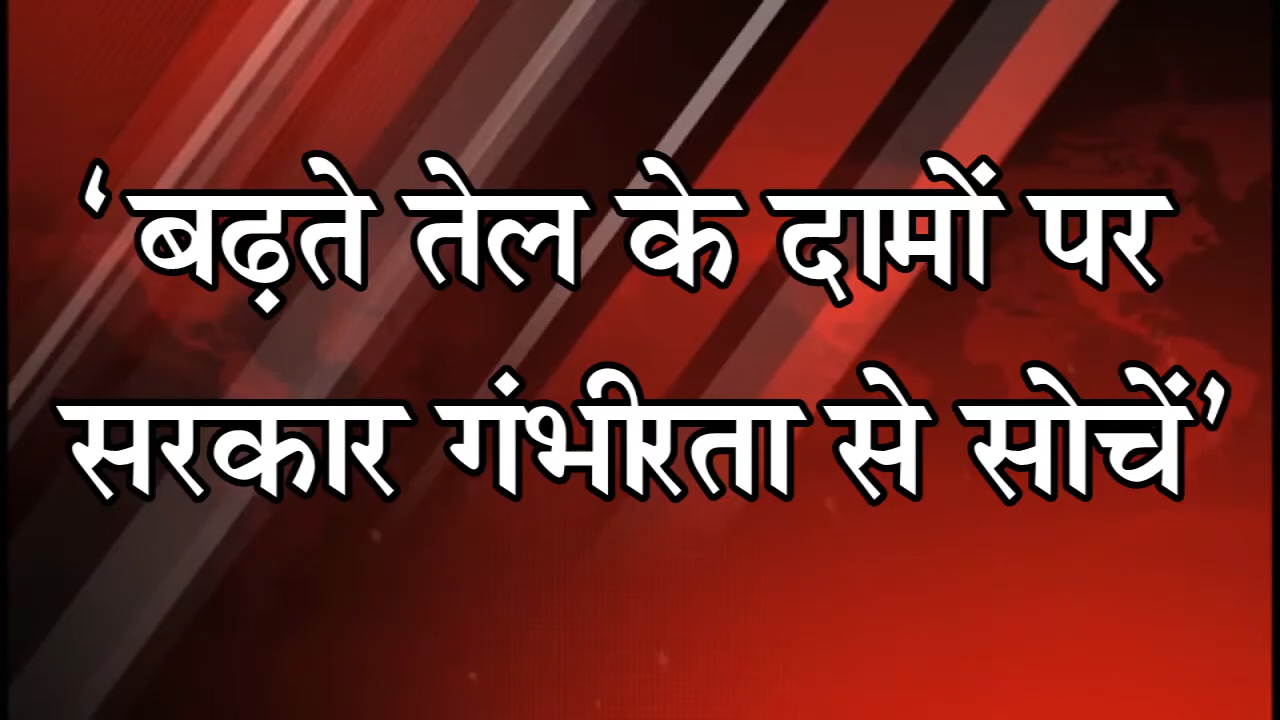 ‘बढ़ते तेल के दामों पर
सरकार गंभीरता से सोचें’